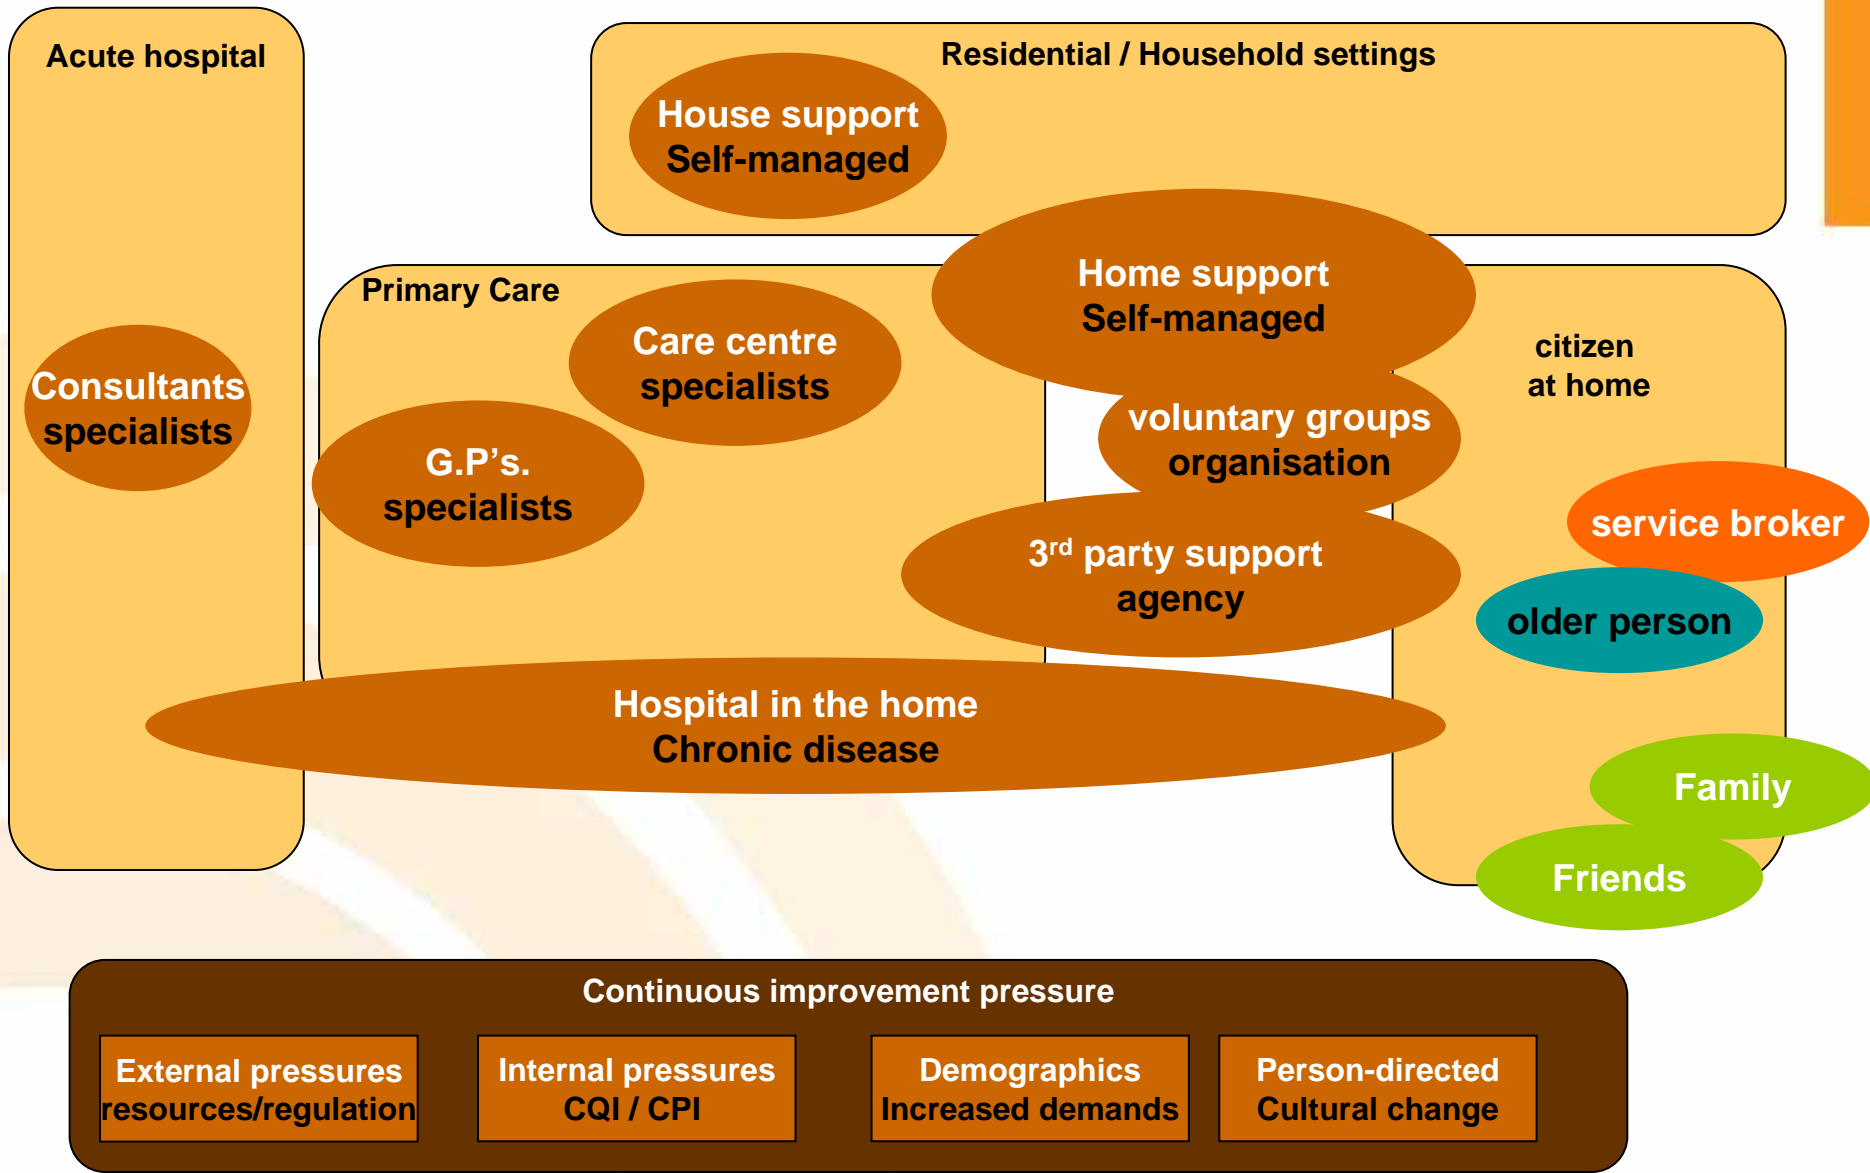 Acute hospital
Consultants
specialists
Residential / Household settings
House support
Self-managed
Primary Care
Care centre
specialists
G.P’s.
specialists
Home support
Self-managed
voluntary groups
organisation
3rd party support
agency
Hospital in the home
Chronic disease
citizen
at home
service broker
older person
Family
Friends
Continuous improvement pressure
External pressures
resources/regulation
Internal pressures
CQI / CPI
Demographics
Increased demands
Person-directed
Cultural change